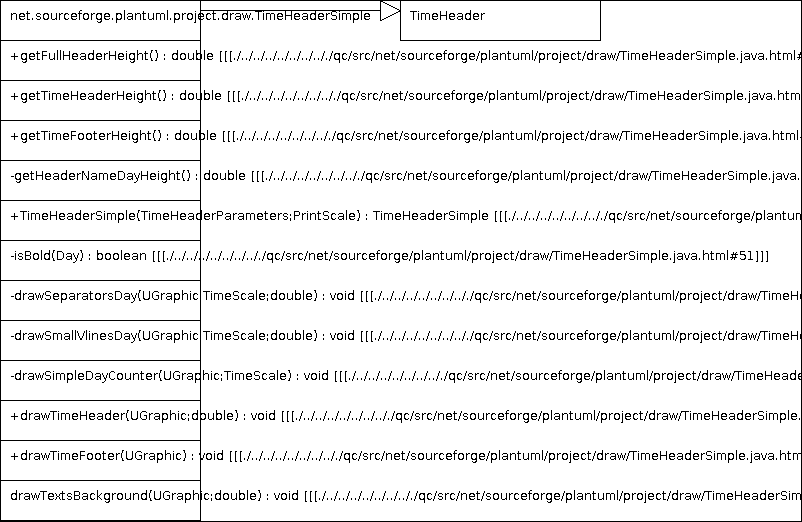 net.sourceforge.plantuml.project.draw.TimeHeaderSimple
TimeHeader
+getFullHeaderHeight() : double [[[./../../../../../../../../qc/src/net/sourceforge/plantuml/project/draw/TimeHeaderSimple.java.html#
+getTimeHeaderHeight() : double [[[./../../../../../../../../qc/src/net/sourceforge/plantuml/project/draw/TimeHeaderSimple.java.htm
+getTimeFooterHeight() : double [[[./../../../../../../../../qc/src/net/sourceforge/plantuml/project/draw/TimeHeaderSimple.java.html
-getHeaderNameDayHeight() : double [[[./../../../../../../../../qc/src/net/sourceforge/plantuml/project/draw/TimeHeaderSimple.java.
+TimeHeaderSimple(TimeHeaderParameters;PrintScale) : TimeHeaderSimple [[[./../../../../../../../../qc/src/net/sourceforge/plantum
-isBold(Day) : boolean [[[./../../../../../../../../qc/src/net/sourceforge/plantuml/project/draw/TimeHeaderSimple.java.html#51]]]
-drawSeparatorsDay(UGraphic;TimeScale;double) : void [[[./../../../../../../../../qc/src/net/sourceforge/plantuml/project/draw/TimeH
-drawSmallVlinesDay(UGraphic;TimeScale;double) : void [[[./../../../../../../../../qc/src/net/sourceforge/plantuml/project/draw/TimeH
-drawSimpleDayCounter(UGraphic;TimeScale) : void [[[./../../../../../../../../qc/src/net/sourceforge/plantuml/project/draw/TimeHeade
+drawTimeHeader(UGraphic;double) : void [[[./../../../../../../../../qc/src/net/sourceforge/plantuml/project/draw/TimeHeaderSimple.
+drawTimeFooter(UGraphic) : void [[[./../../../../../../../../qc/src/net/sourceforge/plantuml/project/draw/TimeHeaderSimple.java.htm
drawTextsBackground(UGraphic;double) : void [[[./../../../../../../../../qc/src/net/sourceforge/plantuml/project/draw/TimeHeaderSim